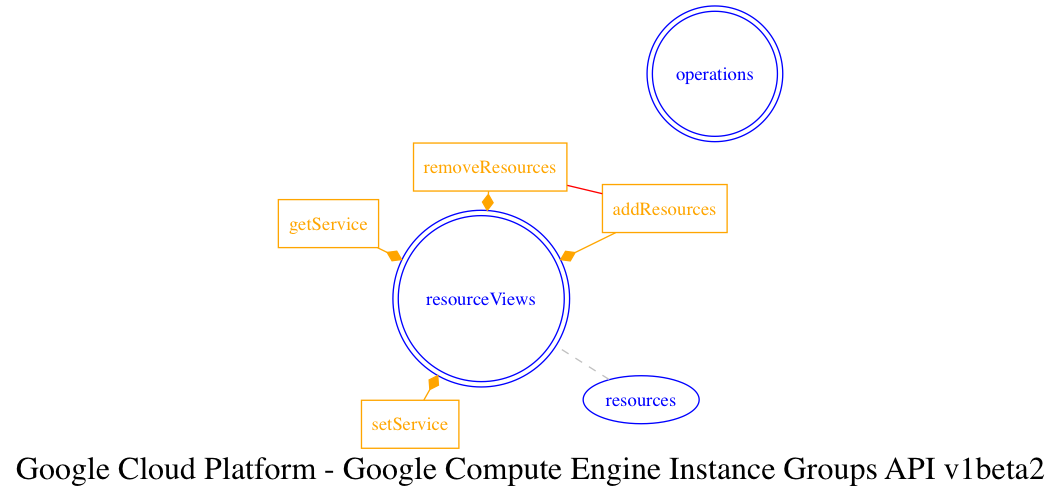 operations
removeResources
addResources
getService
resourceViews
resources
setService
Google Cloud Platform - Google Compute Engine Instance Groups API v1beta2